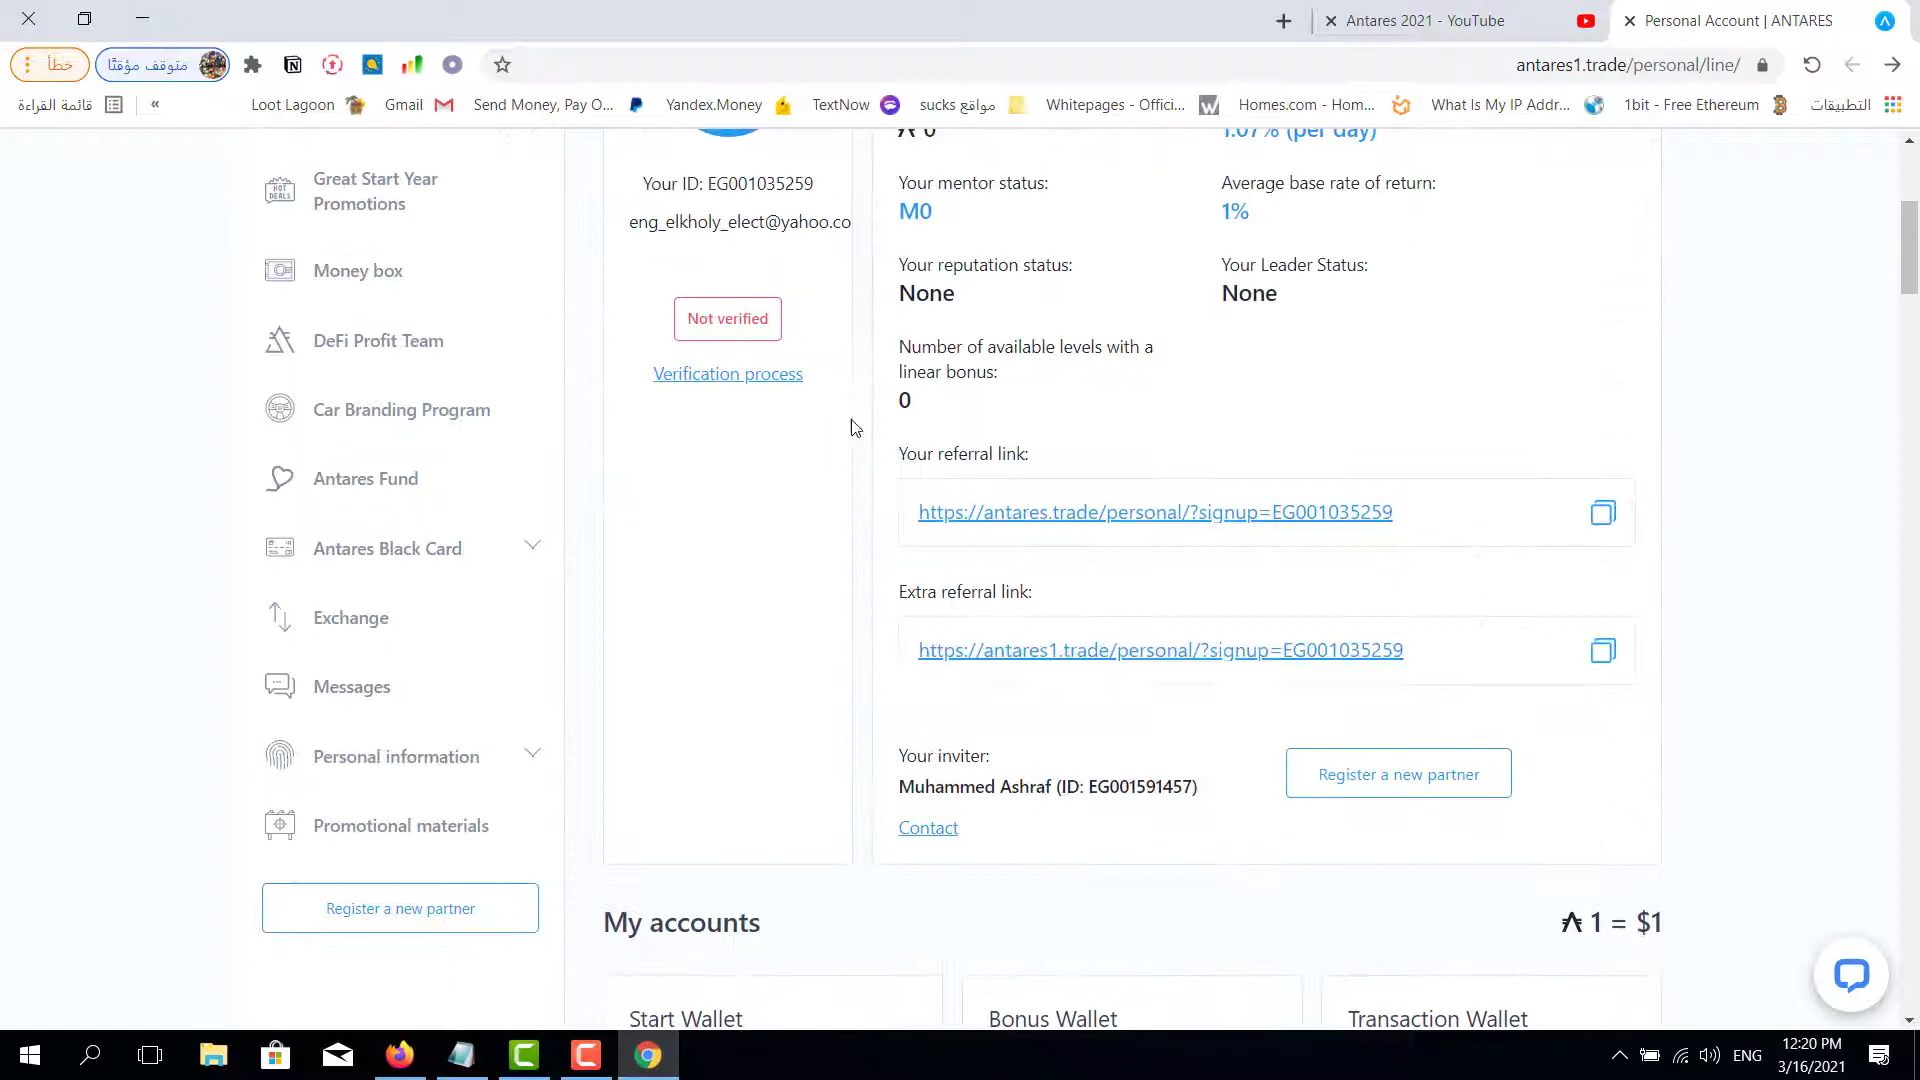 Antares 2021 - YouTube
Personal Account | ANTARES
خطأ
متوقف مؤقتًا
antares1.trade/personal/line/
قائمة القراءة
«
Loot Lagoon
Gmail
Send Money, Pay O...
Yandex.Money
TextNow
مواقع sucks
Whitepages - Offici...
Homes.com - Hom...
What Is My IP Addr...
1bit - Free Ethereum
التطبيقات
Great Start Year
Promotions
Money box
DeFi Profit Team
Car Branding Program
Antares Fund
Antares Black Card
Exchange
Messages
Personal information
Promotional materials
Register a new partner
Your ID: EG001035259
eng_elkholy_elect@yahoo.co
Not verified
Verification process
1.07% (per day)
Your mentor status:
M0
Average base rate of return:
1%
Your reputation status:
None
Your Leader Status:
None
Number of available levels with a
linear bonus:
0
Your referral link:
https://antares.trade/personal/?signup=EG001035259
Extra referral link:
https://antares1.trade/personal/?signup=EG001035259
Your inviter:
Muhammed Ashraf (ID: EG001591457)
Contact
Register a new partner
My accounts
1 = $1
Start Wallet
Bonus Wallet
Transaction Wallet
ENG
12:20 PM
3/16/2021